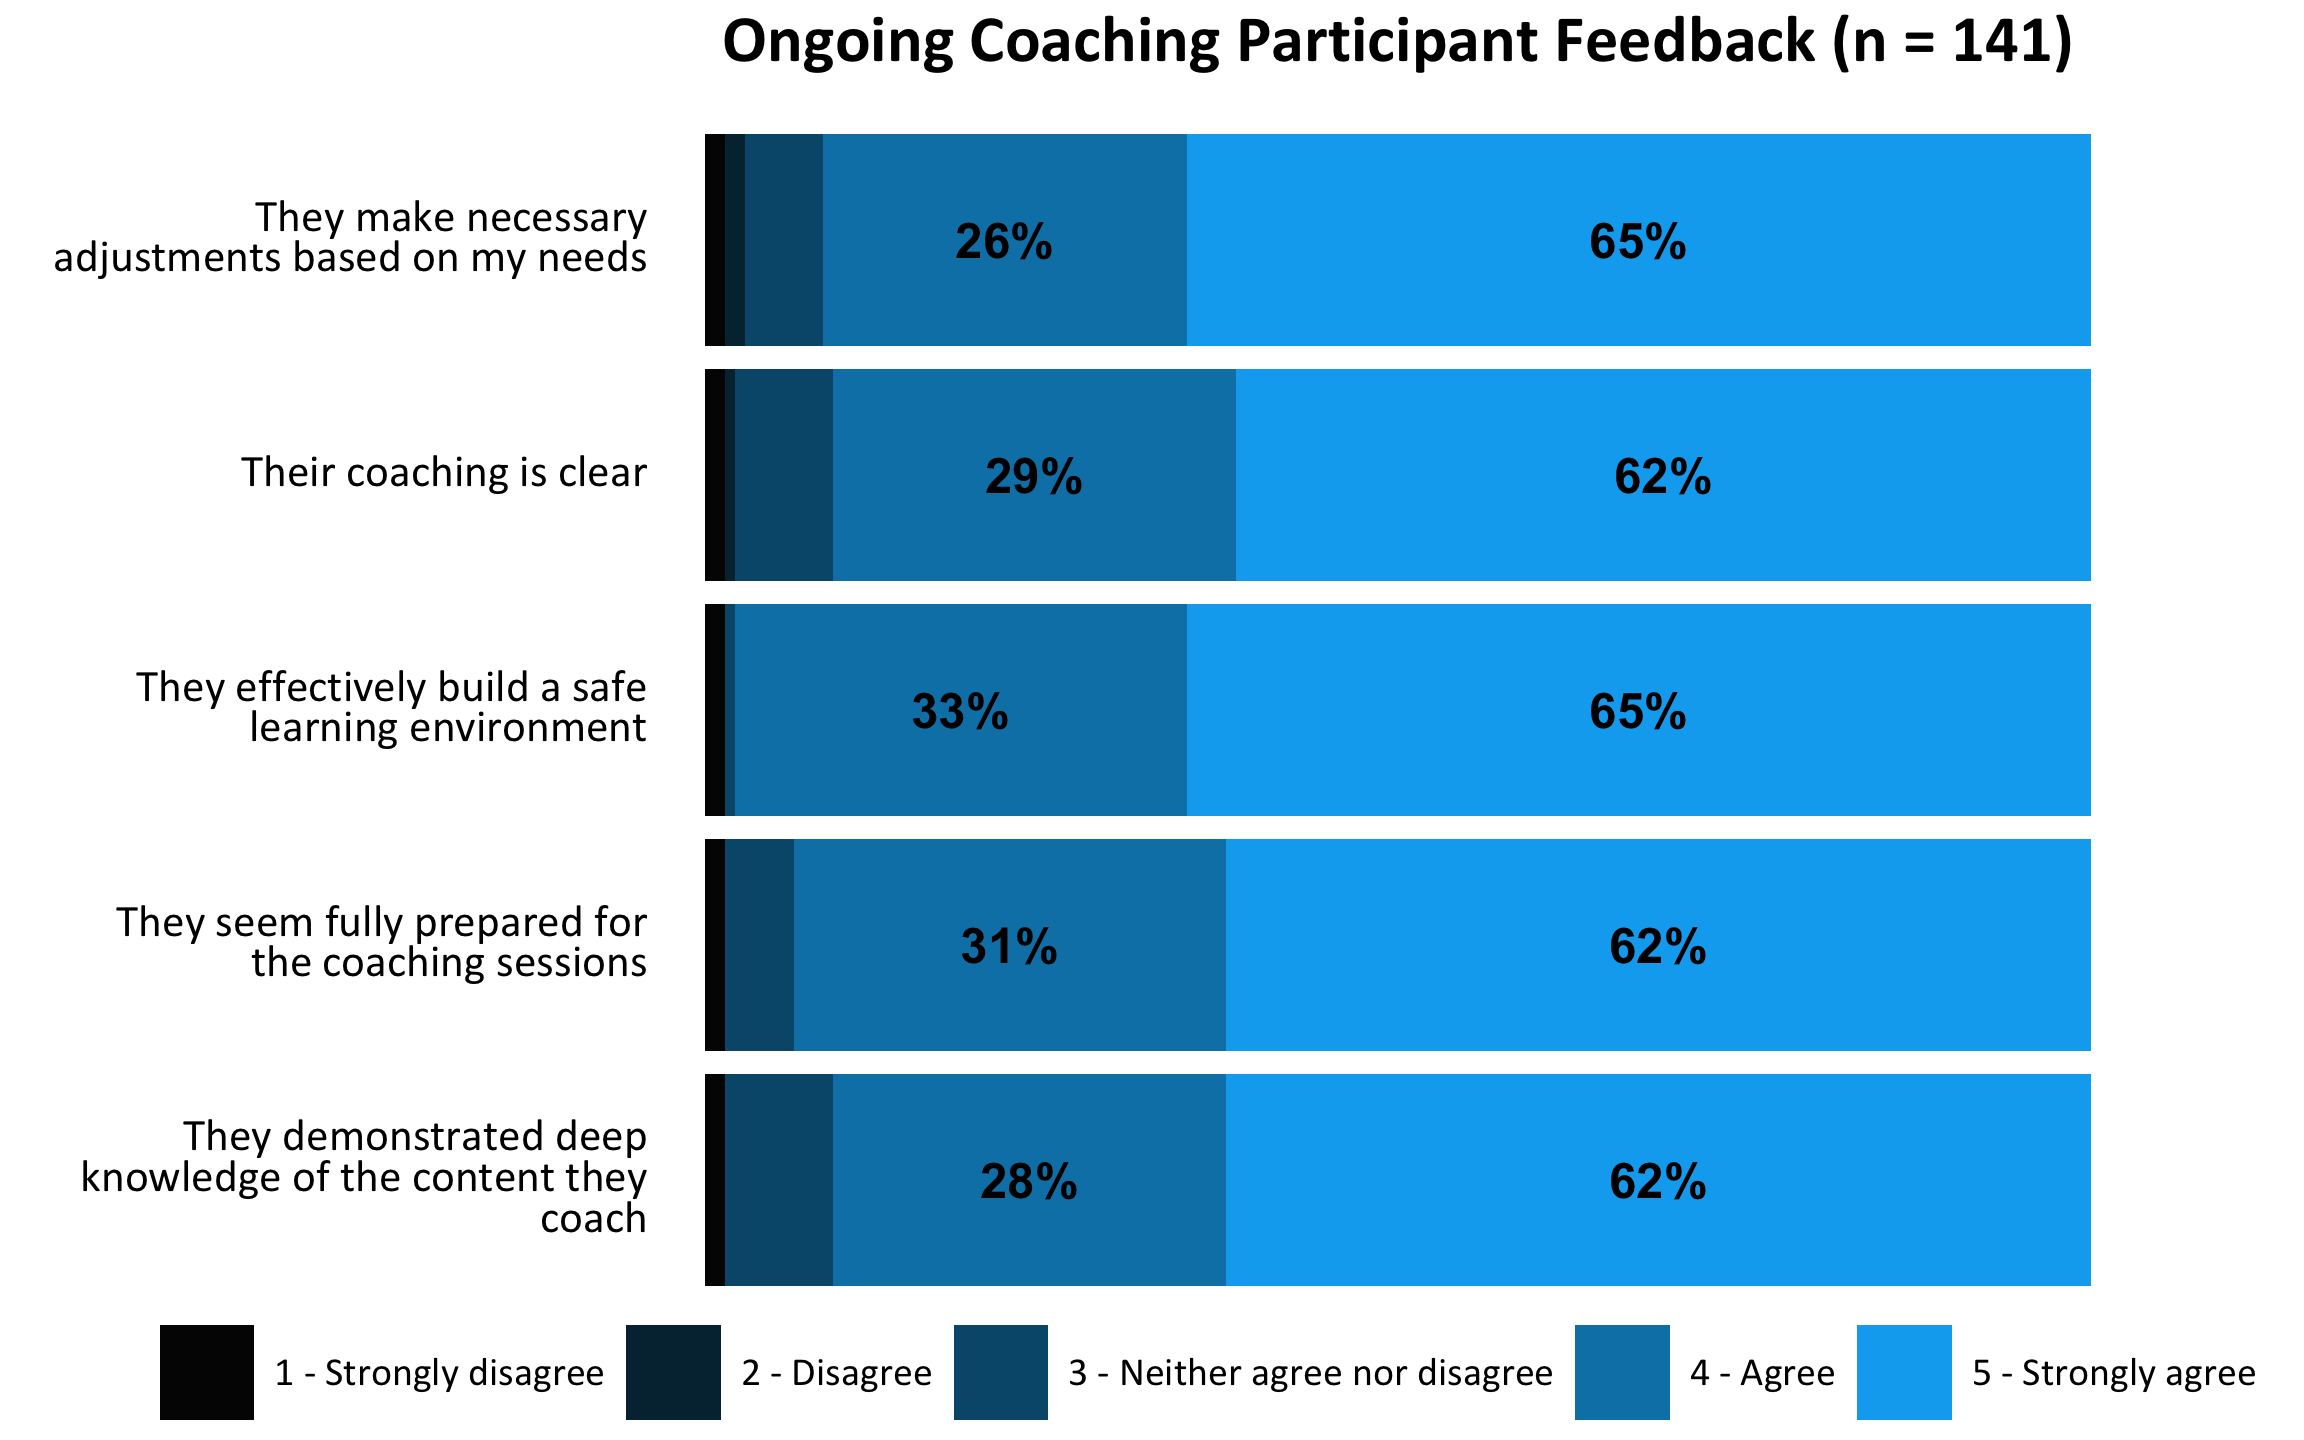 Ongoing Coaching Participant Feedback (n = 141)
They make necessary
adjustments based on my needs
26%
65%
Their coaching is clear
29%
62%
They effectively build a safe
learning environment
33%
65%
They seem fully prepared for
the coaching sessions
31%
62%
They demonstrated deep
knowledge of the content they
coach
28%
62%
1 - Strongly disagree
2 - Disagree
3 - Neither agree nor disagree
4 - Agree
5 - Strongly agree